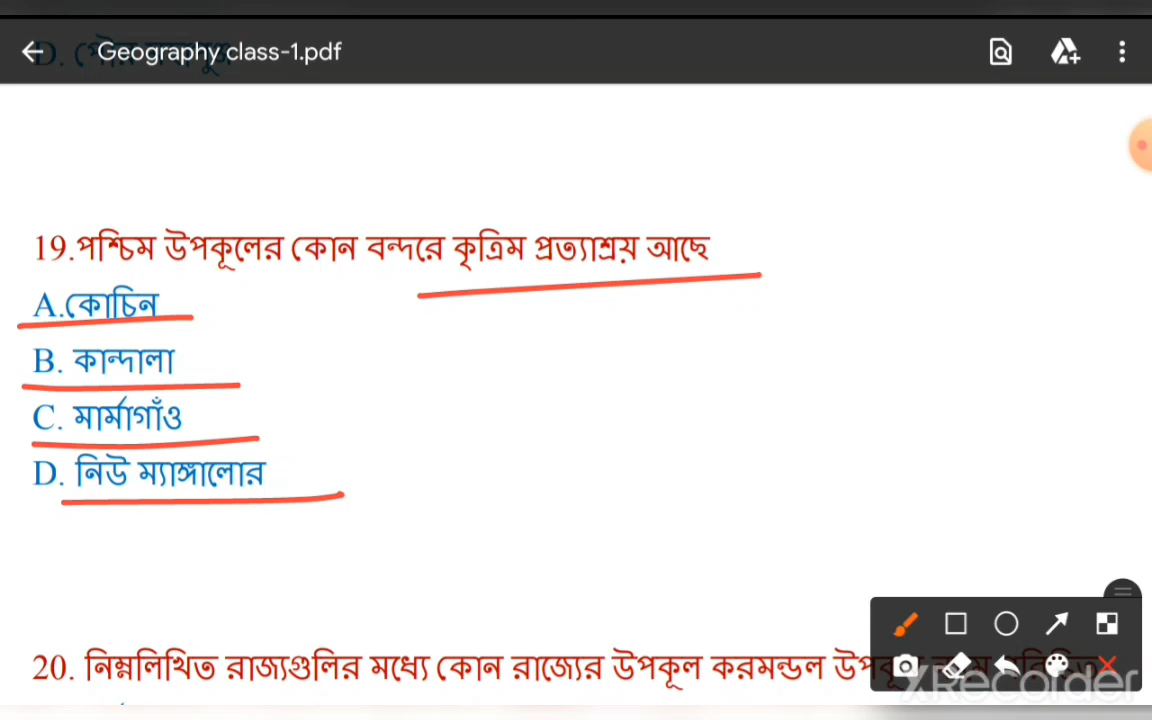 Geography class-1.pdf
19.পশ্চিম উপকূলের কোন বন্দরে কৃত্রিম প্রত্যাশ্রয় আছে
A.কোচিন
B. কান্দালা
C. মার্মাগাঁও
D. নিউ ম্যাঙ্গালোর
20. নিম্নলিখিত রাজ্যগুলির মধ্যে কোন রাজ্যের উপকূল করমন্ডল
XRecorder